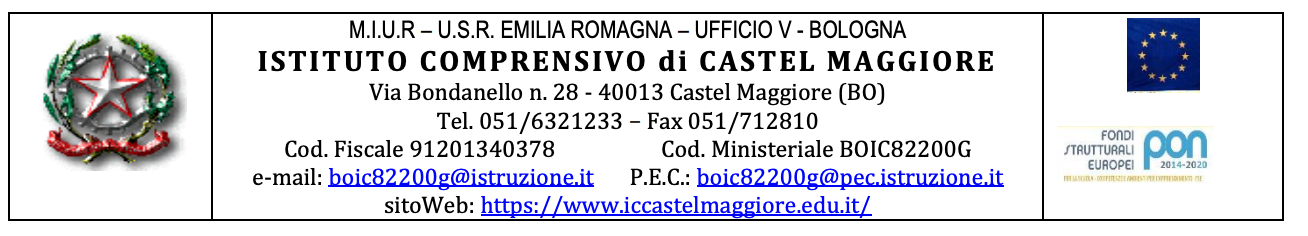 M.I.U.R – U.S.R. EMILIA ROMAGNA – UFFICIO V - BOLOGNA
ISTITUTO COMPRENSIVO di CASTEL MAGGIORE
Via Bondanello n. 28 - 40013 Castel Maggiore (BO)
Tel. 051/6321233 – Fax 051/712810
Cod. Fiscale 91201340378 Cod. Ministeriale BOIC82200G
e-mail: boic82200g@istruzione.it P.E.C.: boic82200g@pec.istruzione.it
sitoWeb: https://www.iccastelmaggiore.edu.it/
FONDI
STRUTTURALI
EUROPEI
pon
2014-2020